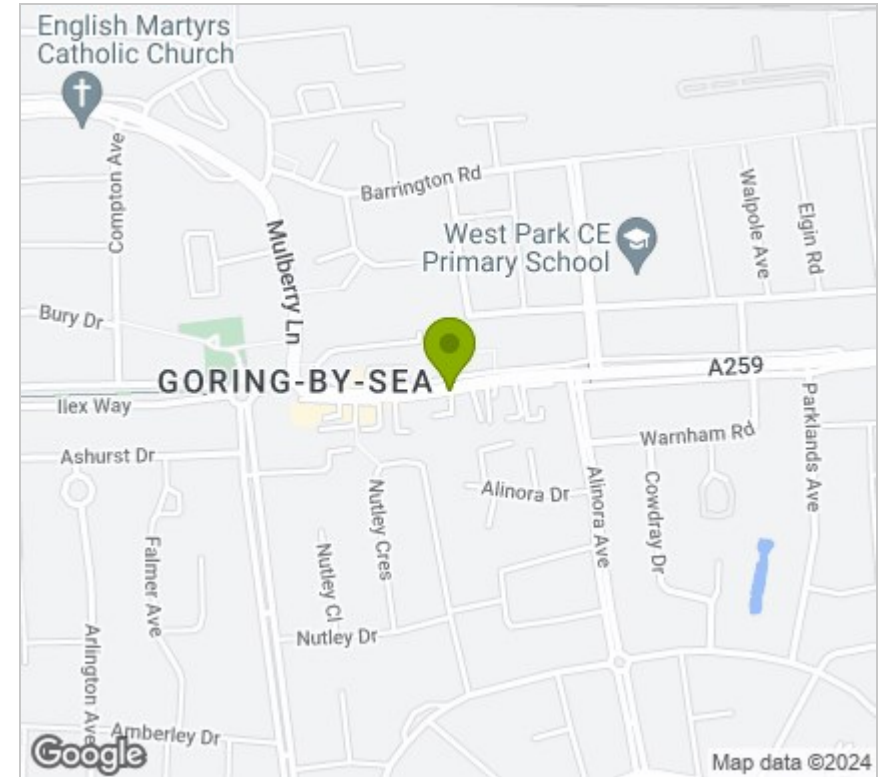 English Martyrs
Catholic Church
Compton Ave
Barrington Rd
Walpole Ave
Elgin Rd
West Park CE
Primary School
Mulberry Ln
Bury Dr
GORING-BY-SEA
A259
Ilex Way
Parklands Ave
Ashurst Dr
Warnham Rd
Alinora Dr
Alinora Ave
Cowdray Dr
Nutley Cres
Falmer Ave
Nutley Cl
Nutley Dr
Arlington Ave
Amberley Dr
Google
Map data ©2024